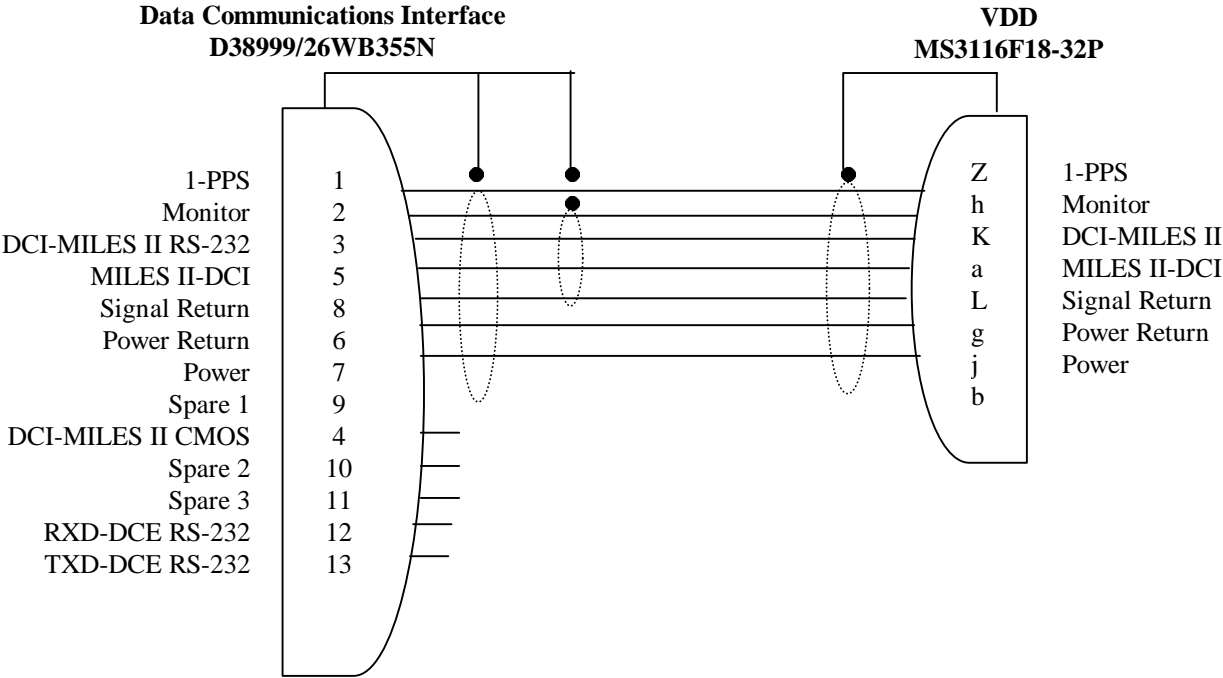 Data Communications Interface
D38999/26WB355N
VDD
MS3116F18-32P
1-PPS 1 Z 1-PPS
Monitor 2 h Monitor
DCI-MILES II RS-232 3 K DCI-MILES II
MILES II-DCI 5 a MILES II-DCI
Signal Return 8 L Signal Return
Power Return 6 g Power Return
Power 7 j Power
Spare 1 9 b
DCI-MILES II CMOS 4
Spare 2 10
Spare 3 11
RXD-DCE RS-232 12
TXD-DCE RS-232 13